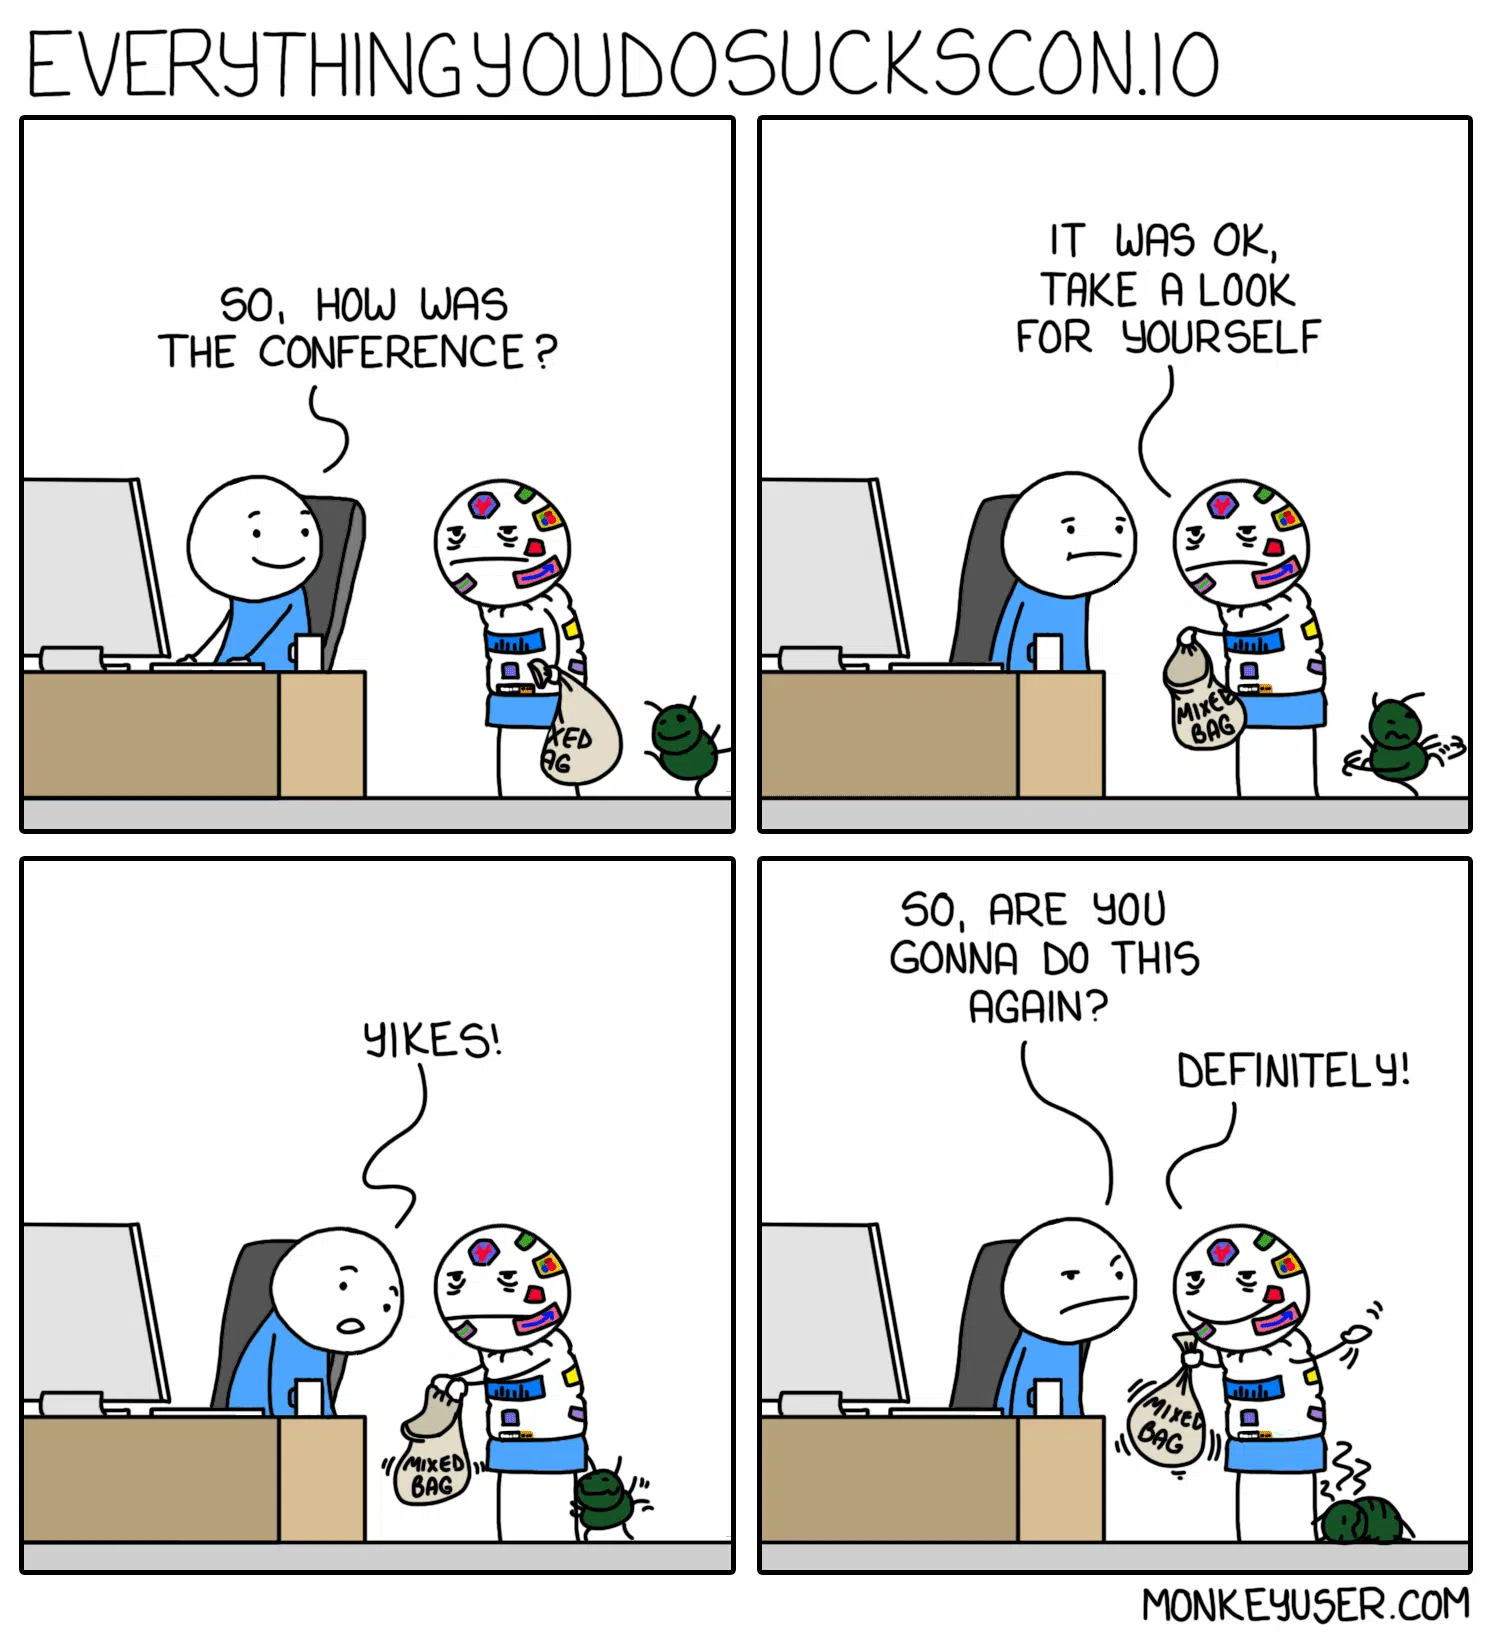 EVERYTHINGYOUDOSUCKSCON.IO
SO, HOW WAS
THE CONFERENCE?
XED
AG
IT WAS OK,
TAKE A LOOK
FOR YOURSELF
MIXED
BAG
YIKES!
MIXED
BAG
SO, ARE YOU
GONNA DO THIS
AGAIN?
DEFINITELY!
MIXED
BAG
MONKEYUSER.COM